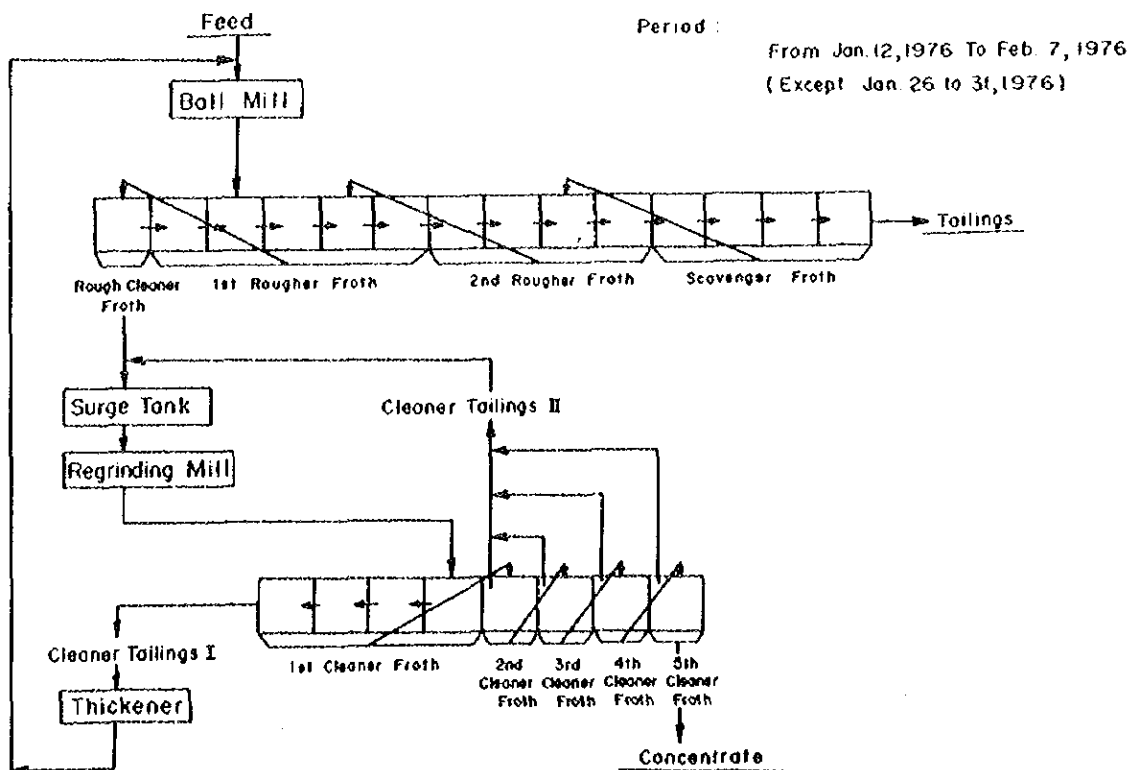 Feed
Period :
From Jan. 12, 1976 To Feb. 7, 1976
(Except Jan. 26 to 31, 1976)
Ball Mill
Tailings
Rough Cleaner
Froth
1st Rougher Froth
2nd Rougher Froth
Scavenger Froth
Surge Tank
Cleaner Tailings II
Regrinding Mill
Cleaner Tailings I
1st Cleaner Froth
2nd
Cleaner
Froth
3rd
Cleaner
Froth
4th
Cleaner
Froth
5th
Cleaner
Froth
Thickener
Concentrate